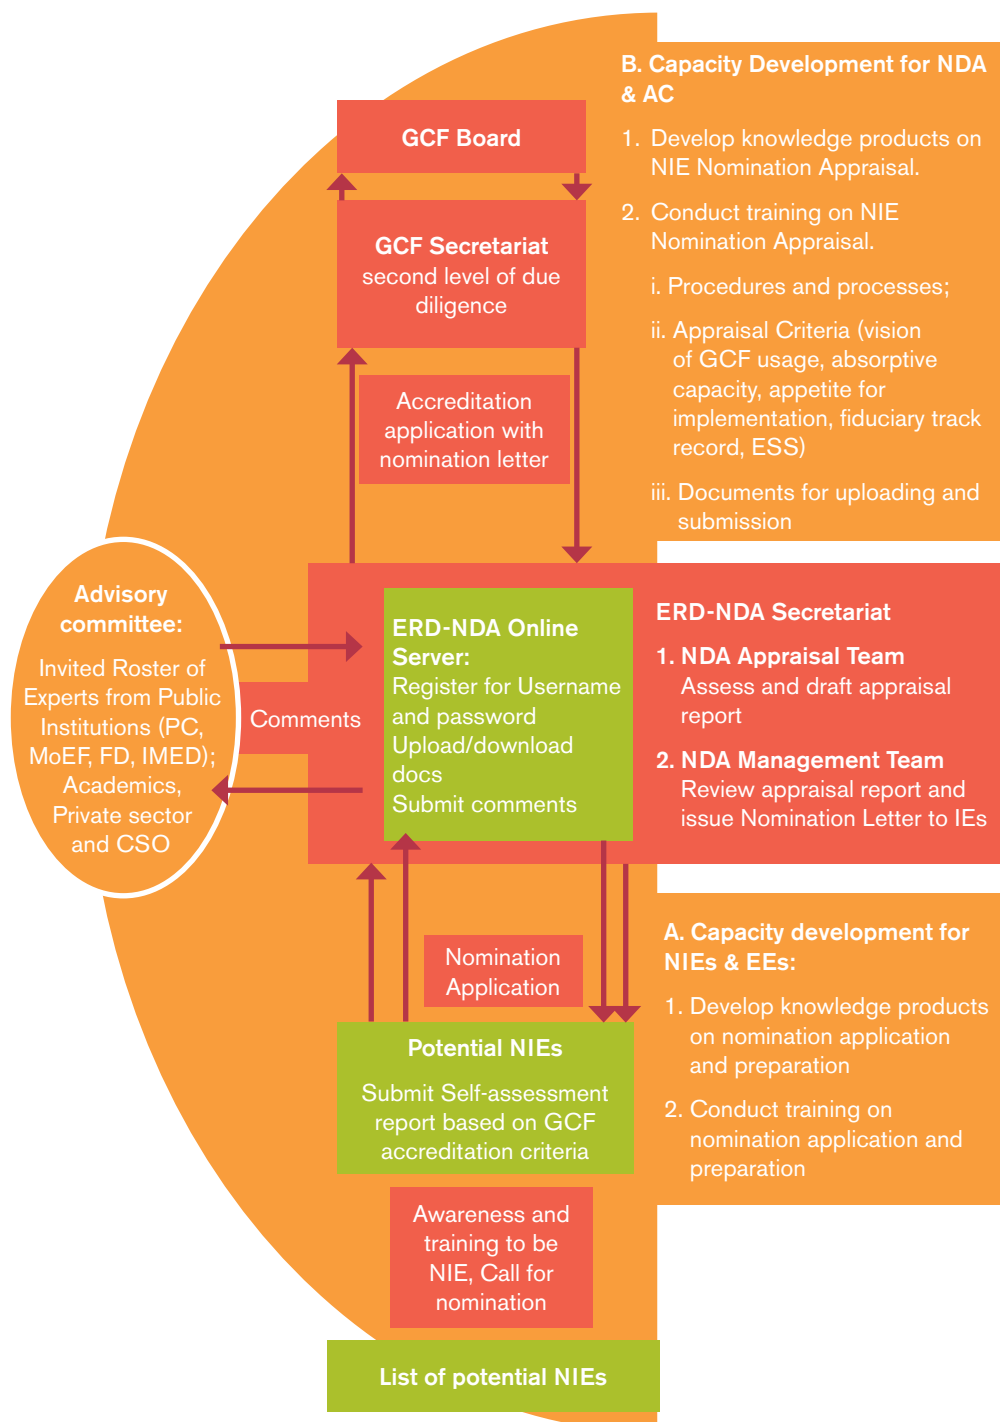 GCF Board
GCF Secretariat
second level of due
diligence
Accreditation
application with
nomination letter
B. Capacity Development for NDA
& AC
1. Develop knowledge products on
NIE Nomination Appraisal.
2. Conduct training on NIE
Nomination Appraisal.
i. Procedures and processes;
ii. Appraisal Criteria (vision
of GCF usage, absorptive
capacity, appetite for
implementation, fiduciary track
record, ESS)
iii. Documents for uploading and
submission
Advisory
committee:
Invited Roster of
Experts from Public
Institutions (PC,
MoEF, FD, IMED);
Academics,
Private sector
and CSO
Comments
ERD-NDA Online
Server:
Register for Username
and password
Upload/download
docs
Submit comments
ERD-NDA Secretariat
1. NDA Appraisal Team
Assess and draft appraisal
report
2. NDA Management Team
Review appraisal report and
issue Nomination Letter to IEs
Nomination
Application
Potential NIEs
Submit Self-assessment
report based on GCF
accreditation criteria
A. Capacity development for
NIEs & EEs:
1. Develop knowledge products
on nomination application
and preparation
2. Conduct training on
nomination application and
preparation
Awareness and
training to be
NIE, Call for
nomination
List of potential NIEs